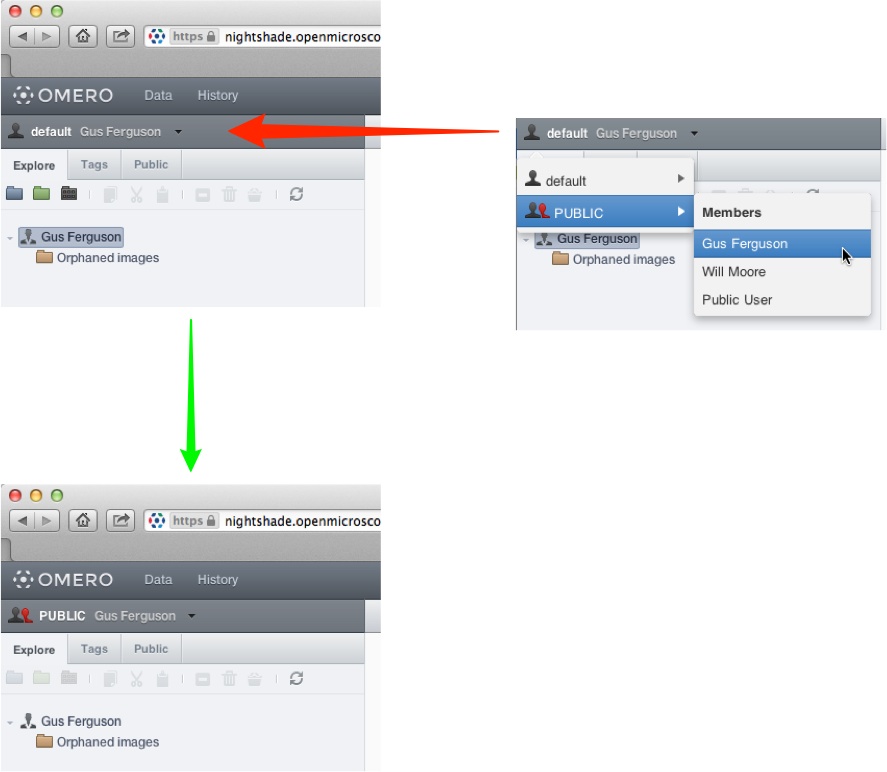 https nightshade.openmicrosco
OMERO Data History
default Gus Ferguson
Explore Tags Public
Gus Ferguson
Orphaned images
default Gus Ferguson
default
PUBLIC
Members
Gus Ferguson
Will Moore
Public User
Gus Ferguson
Orphaned images
https nightshade.openmicrosco
OMERO Data History
PUBLIC Gus Ferguson
Explore Tags Public
Gus Ferguson
Orphaned images